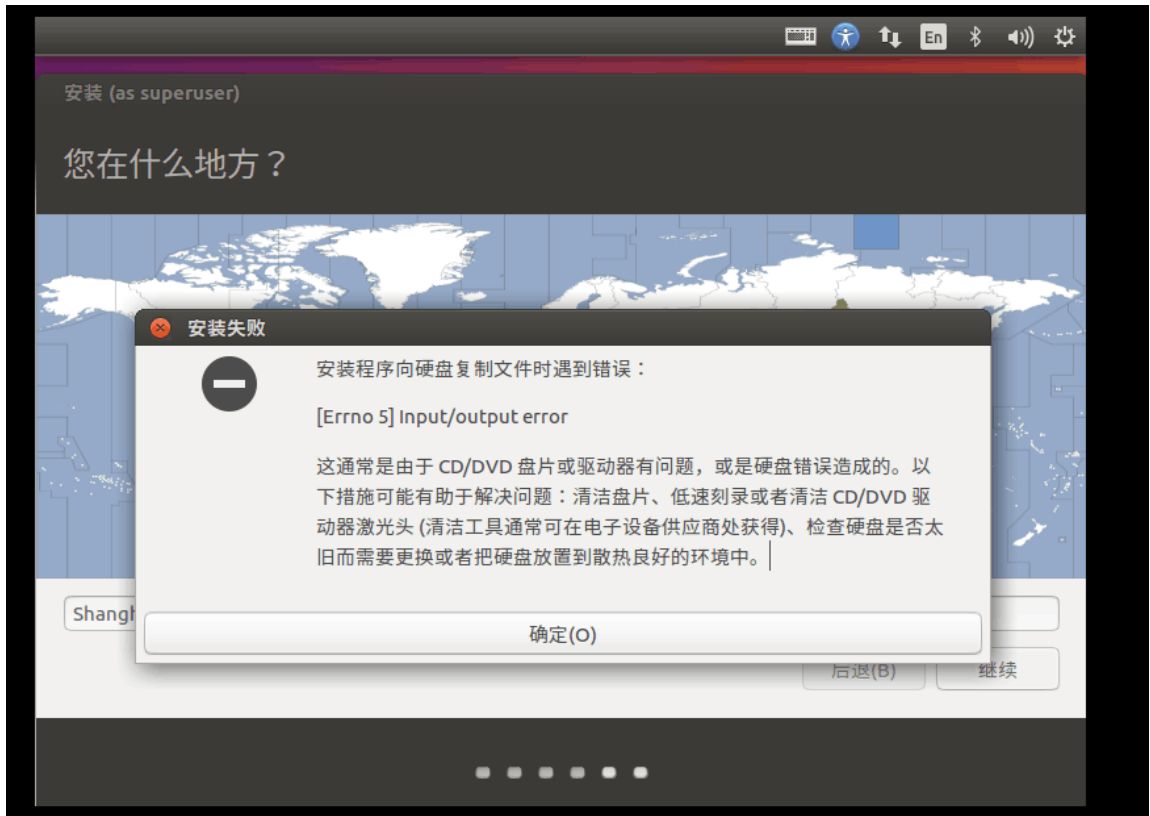 En
安装 (as superuser)
您在什么地方？
安装失败
安装程序向硬盘复制文件时遇到错误：
[Errno 5] Input/output error
这通常是由于 CD/DVD 盘片或驱动器有问题，或是硬盘错误造成的。以
下措施可能有助于解决问题：清洁盘片、低速刻录或者清洁 CD/DVD 驱
动器激光头 (清洁工具通常可在电子设备供应商处获得)、检查硬盘是否太
旧而需要更换或者把硬盘放置到散热良好的环境中。
确定(O)
后退(B)
继续